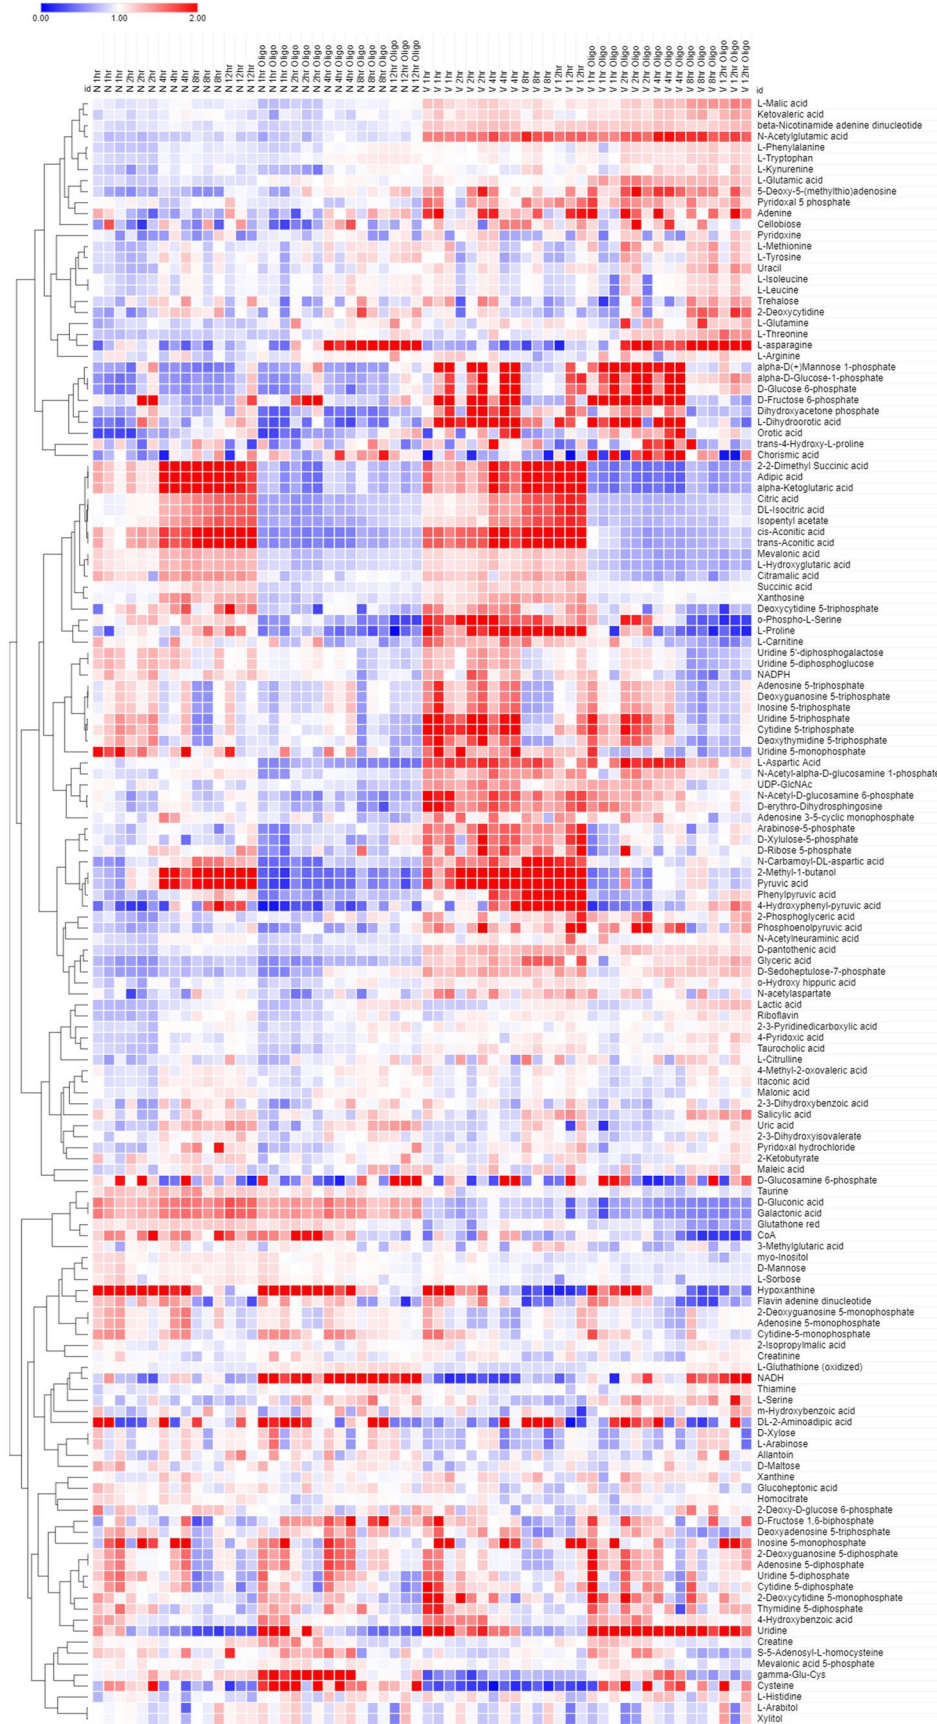 0.00 1.00 2.00
id
N 1hr
N 1hr
N 1hr
N 2hr
N 2hr
N 2hr
N 4hr
N 4hr
N 4hr
N 8hr
N 8hr
N 8hr
N 12hr
N 12hr
N 12hr
N 1hr Oligo
N 1hr Oligo
N 1hr Oligo
N 2hr Oligo
N 2hr Oligo
N 2hr Oligo
N 4hr Oligo
N 4hr Oligo
N 4hr Oligo
N 8hr Oligo
N 8hr Oligo
N 8hr Oligo
N 12hr Oligo
N 12hr Oligo
N 12hr Oligo
V 1hr
V 1hr
V 1hr
V 2hr
V 2hr
V 2hr
V 4hr
V 4hr
V 4hr
V 8hr
V 8hr
V 8hr
V 12hr
V 12hr
V 12hr
V 1hr Oligo
V 1hr Oligo
V 1hr Oligo
V 2hr Oligo
V 2hr Oligo
V 2hr Oligo
V 4hr Oligo
V 4hr Oligo
V 4hr Oligo
V 8hr Oligo
V 8hr Oligo
V 8hr Oligo
V 12hr Oligo
V 12hr Oligo
V 12hr Oligo
id
L-Malic acid
Ketovaleric acid
beta-Nicotinamide adenine dinucleotide
N-Acetylglutamic acid
L-Phenylalanine
L-Tryptophan
L-Kynurenine
L-Glutamic acid
5-Deoxy-5-(methylthio)adenosine
Pyridoxal 5 phosphate
Adenine
Cellobiose
Pyridoxine
L-Methionine
L-Tyrosine
Uracil
L-Isoleucine
L-Leucine
Trehalose
2-Deoxycytidine
L-Glutamine
L-Threonine
L-asparagine
L-Arginine
alpha-D(+)Mannose 1-phosphate
alpha-D-Glucose-1-phosphate
D-Glucose 6-phosphate
D-Fructose 6-phosphate
Dihydroxyacetone phosphate
L-Dihydroorotic acid
Orotic acid
trans-4-Hydroxy-L-proline
Chorismic acid
2-2-Dimethyl Succinic acid
Adipic acid
alpha-Ketoglutaric acid
Citric acid
DL-Isocitric acid
Isopentyl acetate
cis-Aconitic acid
trans-Aconitic acid
Mevalonic acid
L-Hydroxyglutaric acid
Citramalic acid
Succinic acid
Xanthosine
Deoxycytidine 5-triphosphate
o-Phospho-L-Serine
L-Proline
L-Carnitine
Uridine 5'-diphosphogalactose
Uridine 5-diphosphoglucose
NADPH
Adenosine 5-triphosphate
Deoxyguanosine 5-triphosphate
Inosine 5-triphosphate
Uridine 5-triphosphate
Cytidine 5-triphosphate
Deoxythymidine 5-triphosphate
Uridine 5-monophosphate
L-Aspartic Acid
N-Acetyl-alpha-D-glucosamine 1-phosphate
UDP-GlcNAc
N-Acetyl-D-glucosamine 6-phosphate
D-erythro-Dihydrosphingosine
Adenosine 3-5-cyclic monophosphate
Arabinose-5-phosphate
D-Xylulose-5-phosphate
D-Ribose 5-phosphate
N-Carbamoyl-DL-aspartic acid
2-Methyl-1-butanol
Pyruvic acid
Phenylpyruvic acid
4-Hydroxyphenyl-pyruvic acid
2-Phosphoglyceric acid
Phosphoenolpyruvic acid
N-Acetylneuraminic acid
D-pantothenic acid
Glyceric acid
D-Sedoheptulose-7-phosphate
o-Hydroxy hippuric acid
N-acetylaspartate
Lactic acid
Riboflavin
2-3-Pyridinedicarboxylic acid
4-Pyridoxic acid
Taurocholic acid
L-Citrulline
4-Methyl-2-oxovaleric acid
Itaconic acid
Malonic acid
2-3-Dihydroxybenzoic acid
Salicylic acid
Uric acid
2-3-Dihydroxyisovalerate
Pyridoxal hydrochloride
2-Ketobutyrate
Maleic acid
D-Glucosamine 6-phosphate
Taurine
D-Gluconic acid
Galactonic acid
Glutathone red
CoA
3-Methylglutaric acid
myo-Inositol
D-Mannose
L-Sorbose
Hypoxanthine
Flavin adenine dinucleotide
2-Deoxyguanosine 5-monophosphate
Adenosine 5-monophosphate
Cytidine-5-monophosphate
2-Isopropylmalic acid
Creatinine
L-Gluthathione (oxidized)
NADH
Thiamine
L-Serine
m-Hydroxybenzoic acid
DL-2-Aminoadipic acid
D-Xylose
L-Arabinose
Allantoin
D-Maltose
Xanthine
Glucoheptonic acid
Homocitrate
2-Deoxy-D-glucose 6-phosphate
D-Fructose 1,6-biphosphate
Deoxyadenosine 5-triphosphate
Inosine 5-monophosphate
2-Deoxyguanosine 5-diphosphate
Adenosine 5-diphosphate
Uridine 5-diphosphate
Cytidine 5-diphosphate
2-Deoxycytidine 5-monophosphate
Thymidine 5-diphosphate
4-Hydroxybenzoic acid
Uridine
Creatine
S-5-Adenosyl-L-homocysteine
Mevalonic acid 5-phosphate
gamma-Glu-Cys
Cysteine
L-Histidine
L-Arabitol
Xylitol